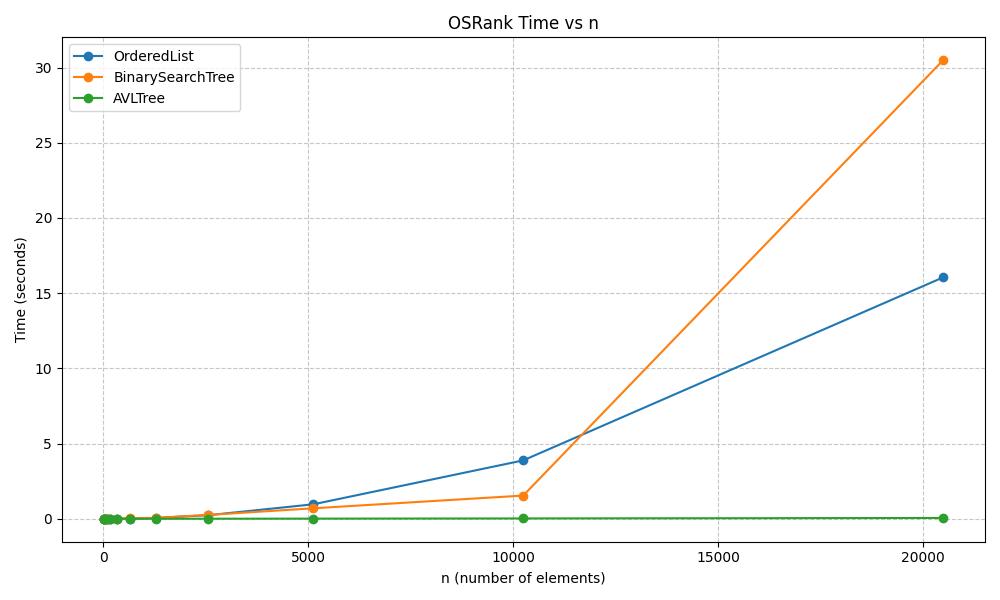 OSRank Time vs n
OrderedList
BinarySearchTree
AVLTree
Time (seconds)
30
25
20
15
10
5
0
0 5000 10000 15000 20000
n (number of elements)